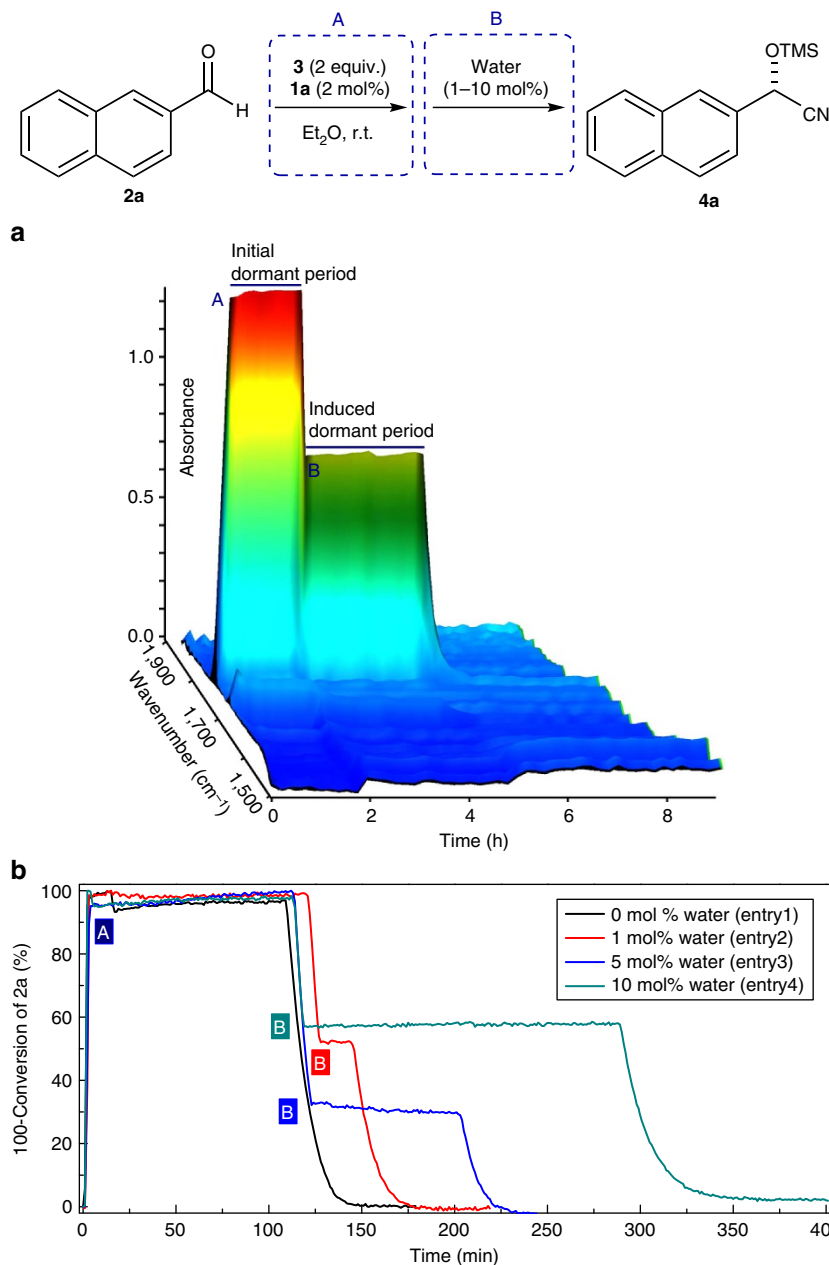 A
B
O
H
2a
3 (2 equiv.)
1a (2 mol%)
Et₂O, r.t.
Water
(1–10 mol%)
OTMS
CN
4a
a
Initial
dormant period
A
Induced
dormant period
B
Absorbance
1.0
0.5
0.0
1,900
1,700
1,500
Wavenumber (cm⁻¹)
0
2
4
6
8
Time (h)
b
100-Conversion of 2a (%)
100
80
60
40
20
0
A
B
B
B
0 mol % water (entry1)
1 mol% water (entry2)
5 mol% water (entry3)
10 mol% water (entry4)
0
50
100
150
200
250
300
350
40
Time (min)